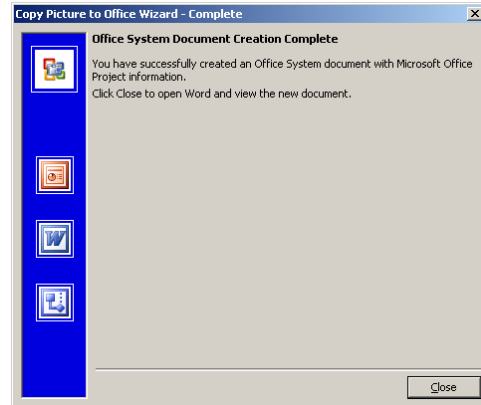 Copy Picture to Office Wizard - Complete
Office System Document Creation Complete
You have successfully created an Office System document with Microsoft Office
Project information.
Click Close to open Word and view the new document.
W
Close